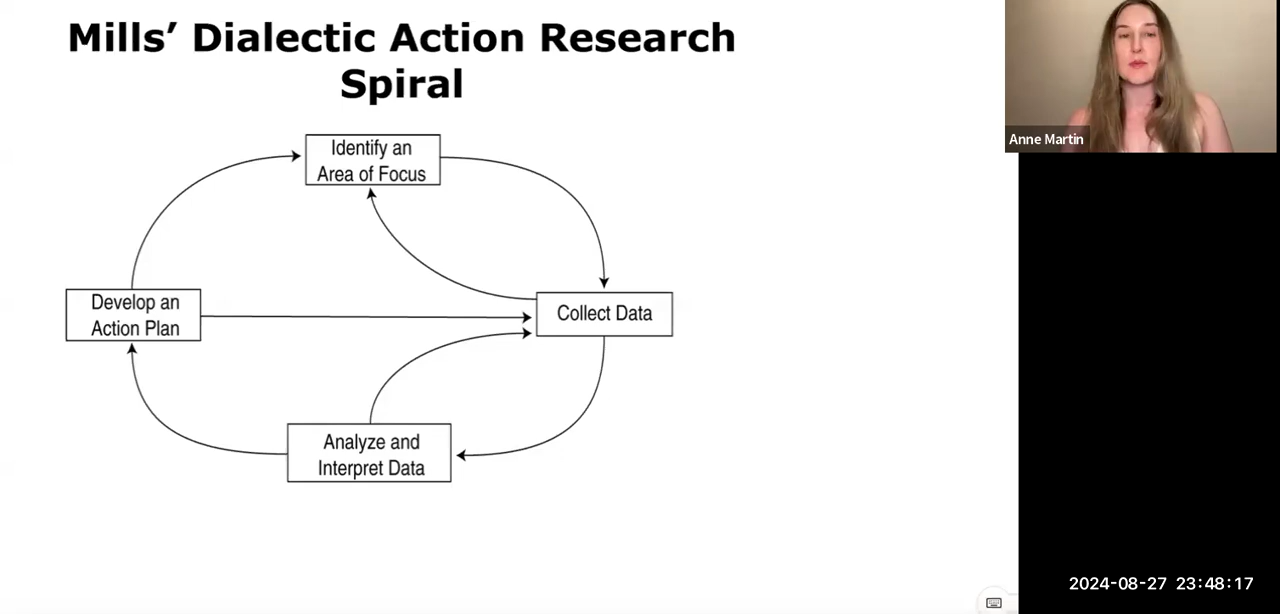 Mills’ Dialectic Action Research
Spiral
Anne Martin
Identify an
Area of Focus
Develop an
Action Plan
Collect Data
Analyze and
Interpret Data
2024-08-27 23:48:17